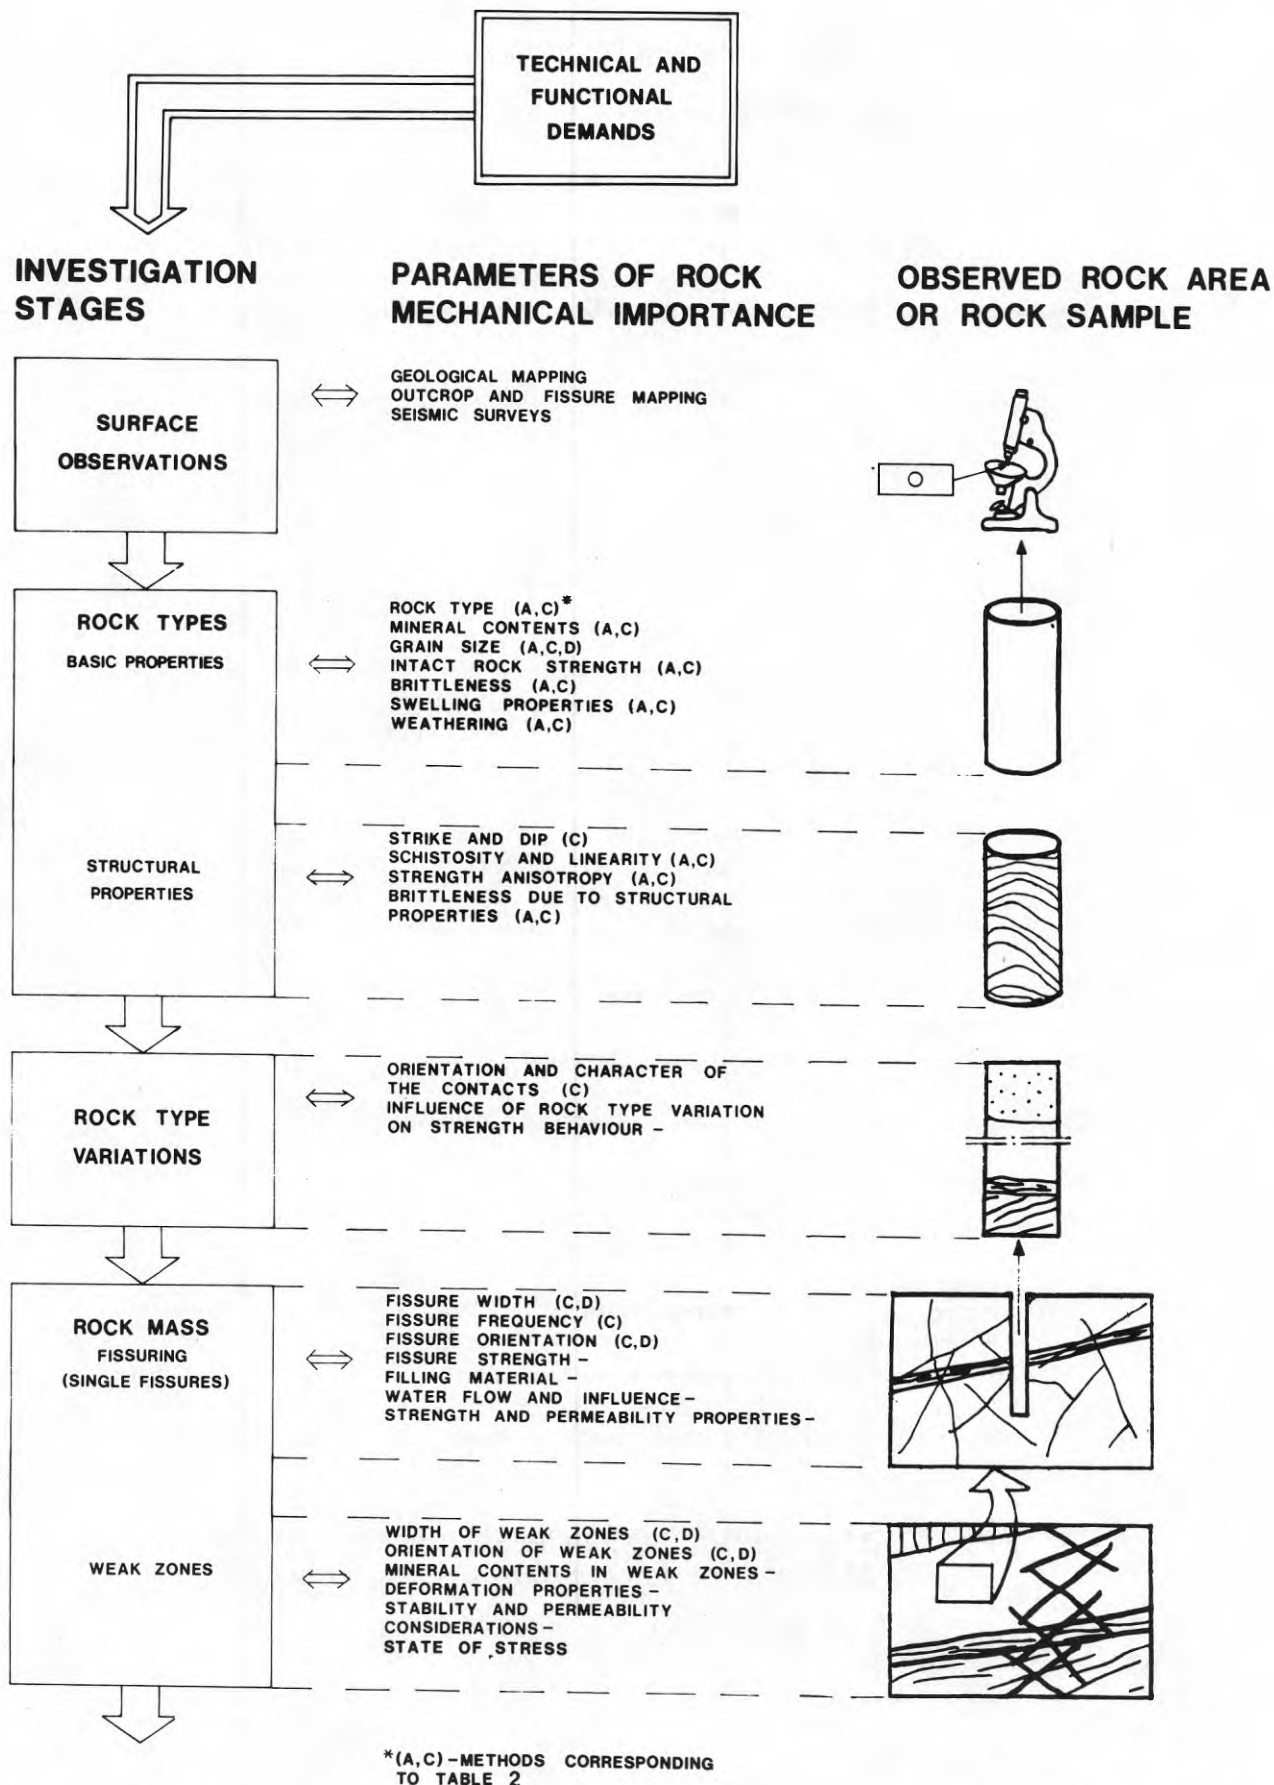 TECHNICAL AND
FUNCTIONAL
DEMANDS
INVESTIGATION
STAGES
PARAMETERS OF ROCK
MECHANICAL IMPORTANCE
OBSERVED ROCK AREA
OR ROCK SAMPLE
SURFACE
OBSERVATIONS
GEOLOGICAL MAPPING
OUTCROP AND FISSURE MAPPING
SEISMIC SURVEYS
ROCK TYPES
BASIC PROPERTIES
ROCK TYPE (A,C)*
MINERAL CONTENTS (A,C)
GRAIN SIZE (A,C,D)
INTACT ROCK STRENGTH (A,C)
BRITTLENESS (A,C)
SWELLING PROPERTIES (A,C)
WEATHERING (A,C)
STRUCTURAL
PROPERTIES
STRIKE AND DIP (C)
SCHISTOSITY AND LINEARITY (A,C)
STRENGTH ANISOTROPY (A,C)
BRITTLENESS DUE TO STRUCTURAL
PROPERTIES (A,C)
ROCK TYPE
VARIATIONS
ORIENTATION AND CHARACTER OF
THE CONTACTS (C)
INFLUENCE OF ROCK TYPE VARIATION
ON STRENGTH BEHAVIOUR –
ROCK MASS
FISSURING
(SINGLE FISSURES)
FISSURE WIDTH (C,D)
FISSURE FREQUENCY (C)
FISSURE ORIENTATION (C,D)
FISSURE STRENGTH –
FILLING MATERIAL –
WATER FLOW AND INFLUENCE –
STRENGTH AND PERMEABILITY PROPERTIES –
WEAK ZONES
WIDTH OF WEAK ZONES (C,D)
ORIENTATION OF WEAK ZONES (C,D)
MINERAL CONTENTS IN WEAK ZONES –
DEFORMATION PROPERTIES –
STABILITY AND PERMEABILITY
CONSIDERATIONS –
STATE OF STRESS
*(A,C) – METHODS CORRESPONDING
TO TABLE 2